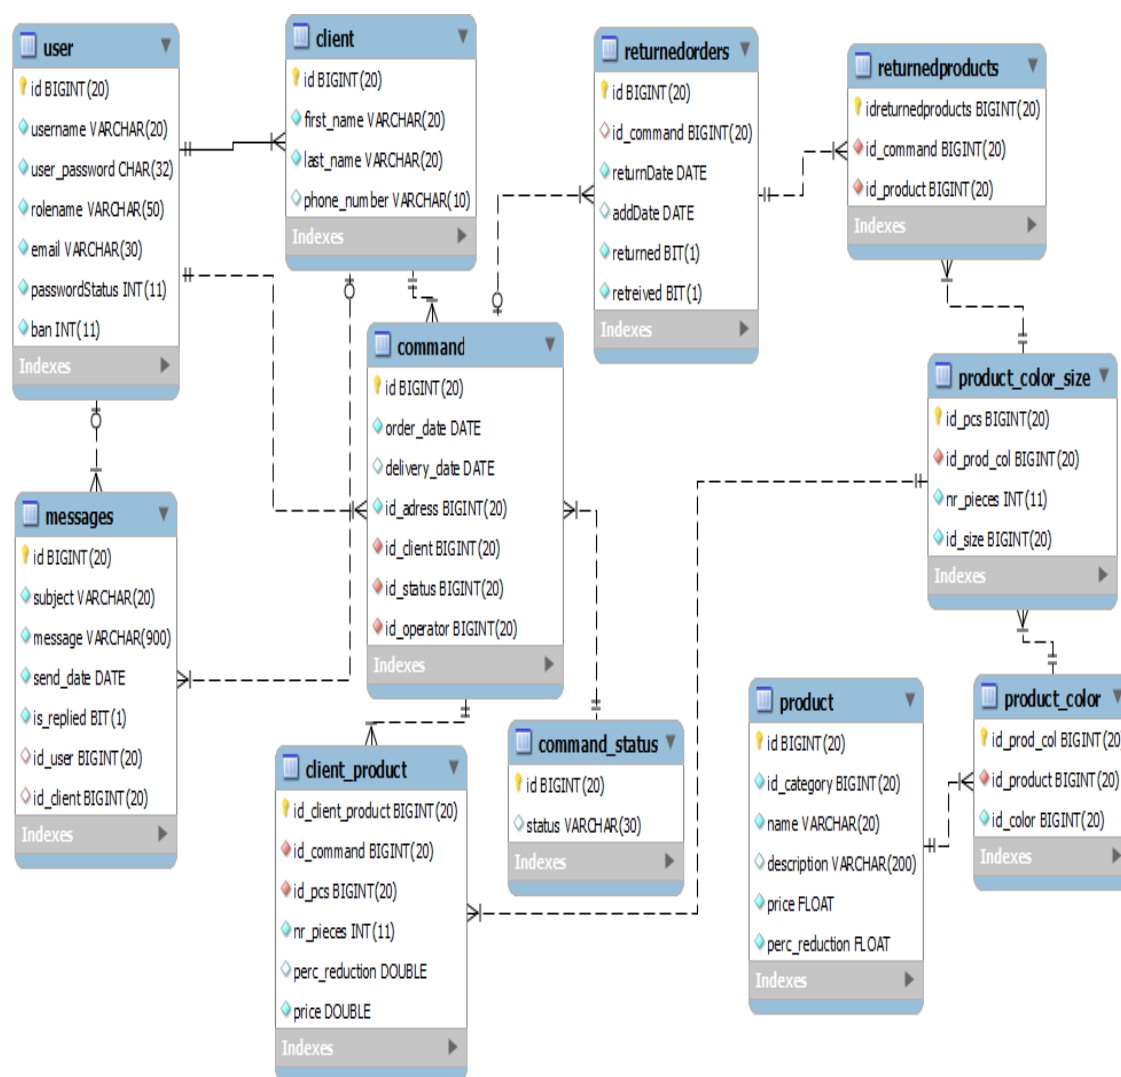 user
id BIGINT(20)
username VARCHAR(20)
user_password CHAR(32)
rolename VARCHAR(50)
email VARCHAR(30)
passwordStatus INT(11)
ban INT(11)
Indexes
client
id BIGINT(20)
first_name VARCHAR(20)
last_name VARCHAR(20)
phone_number VARCHAR(10)
Indexes
returnedorders
id BIGINT(20)
id_command BIGINT(20)
returnDate DATE
addDate DATE
returned BIT(1)
retreived BIT(1)
Indexes
returnedproducts
idreturnedproducts BIGINT(20)
id_command BIGINT(20)
id_product BIGINT(20)
Indexes
command
id BIGINT(20)
order_date DATE
delivery_date DATE
id_adress BIGINT(20)
id_client BIGINT(20)
id_status BIGINT(20)
id_operator BIGINT(20)
Indexes
product_color_size
id_pcs BIGINT(20)
id_prod_col BIGINT(20)
nr_pieces INT(11)
id_size BIGINT(20)
Indexes
messages
id BIGINT(20)
subject VARCHAR(20)
message VARCHAR(900)
send_date DATE
is_replied BIT(1)
id_user BIGINT(20)
id_client BIGINT(20)
Indexes
client_product
id_client_product BIGINT(20)
id_command BIGINT(20)
id_pcs BIGINT(20)
nr_pieces INT(11)
perc_reduction DOUBLE
price DOUBLE
Indexes
command_status
id BIGINT(20)
status VARCHAR(30)
Indexes
product
id BIGINT(20)
id_category BIGINT(20)
name VARCHAR(20)
description VARCHAR(200)
price FLOAT
perc_reduction FLOAT
Indexes
product_color
id_prod_col BIGINT(20)
id_product BIGINT(20)
id_color BIGINT(20)
Indexes